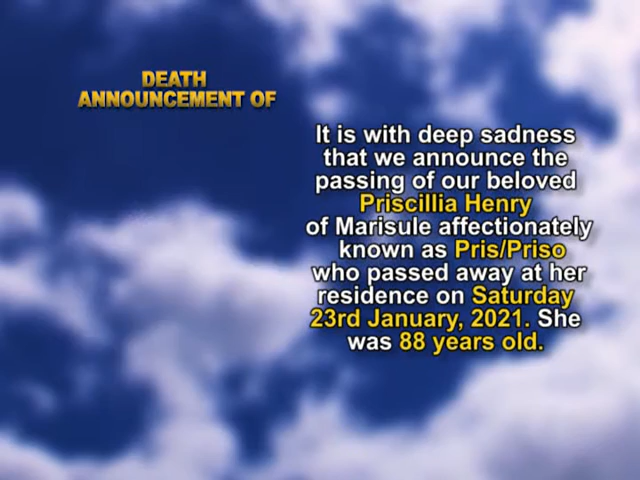 DEATH
ANNOUNCEMENT OF
It is with deep sadness
that we announce the
passing of our beloved
Priscillia Henry
of Marisule affectionately
known as Pris/Priso
who passed away at her
residence on Saturday
23rd January, 2021. She
was 88 years old.